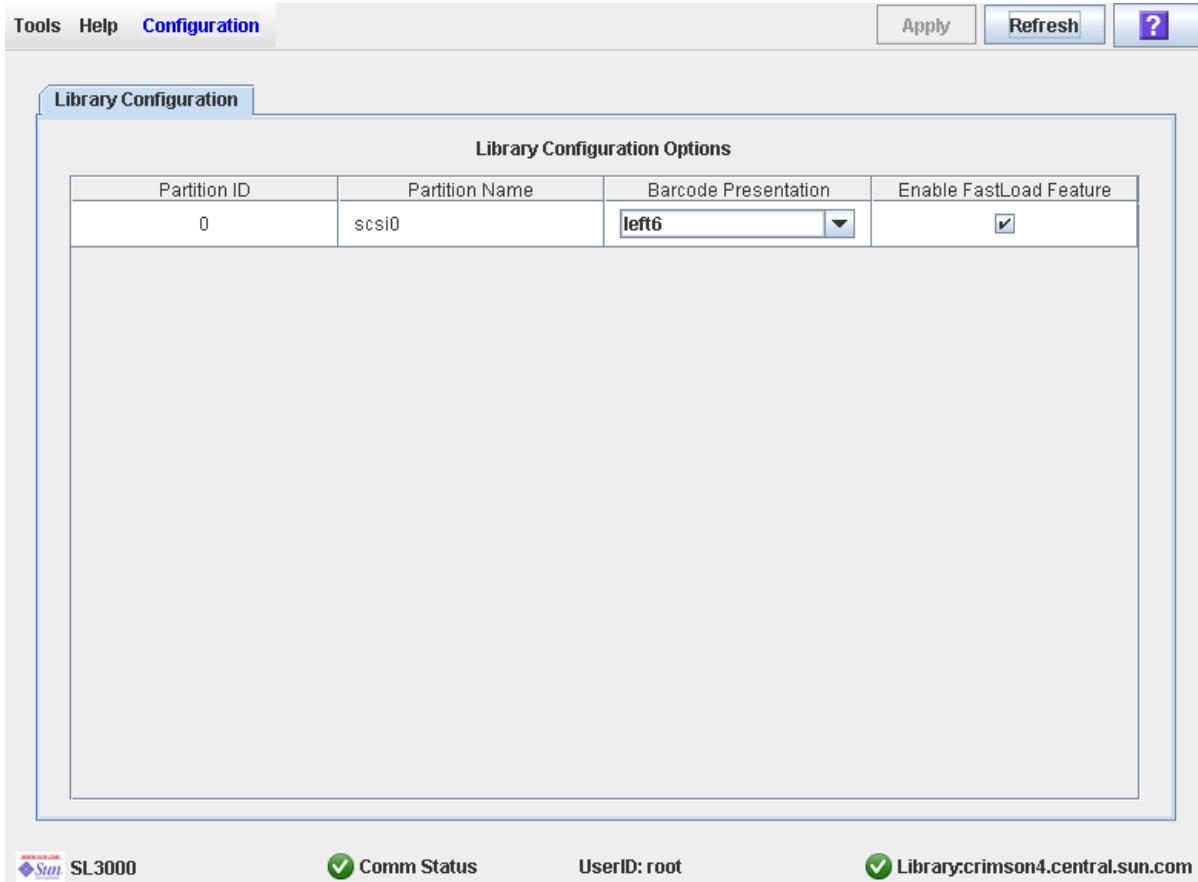 Tools Help Configuration Apply Refresh ?
Library Configuration
Library Configuration Options
Partition ID Partition Name Barcode Presentation Enable FastLoad Feature
0 scsi0 left6
Sun SL3000 Comm Status UserID: root Library:crimson4.central.sun.com